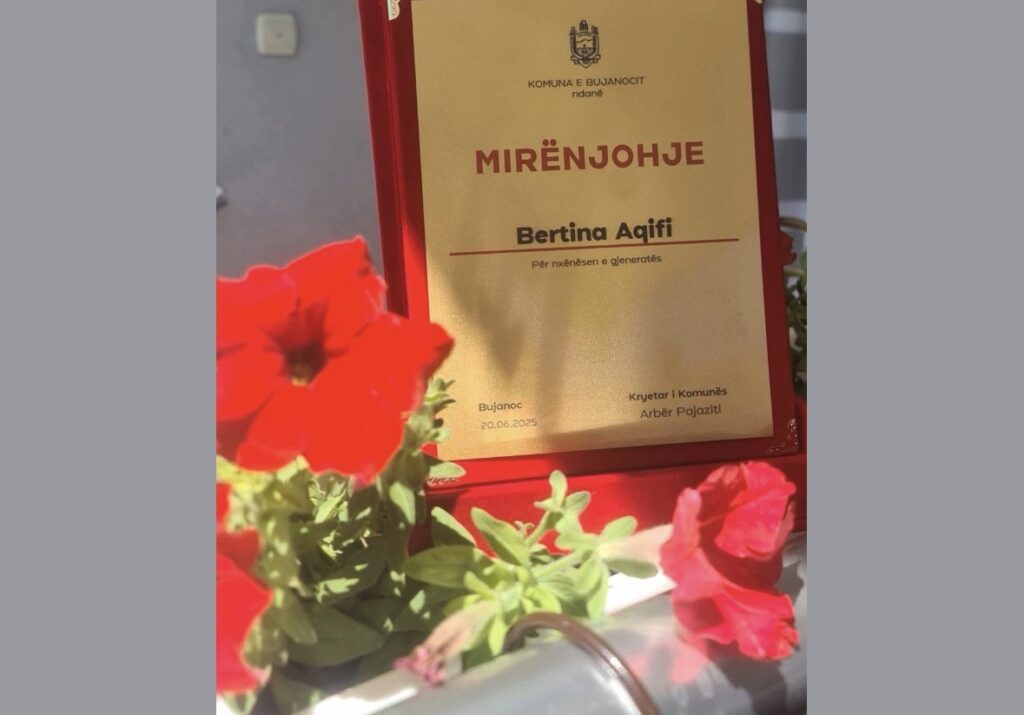 KOMUNA E BUJANOCIT
ndanë
MIRËNJOHJE
Bertina Aqifi
Për nxënësen e gjeneratës
Bujanoc
20.06.2025
Kryetar i Komunës
Arbër Pajaziti